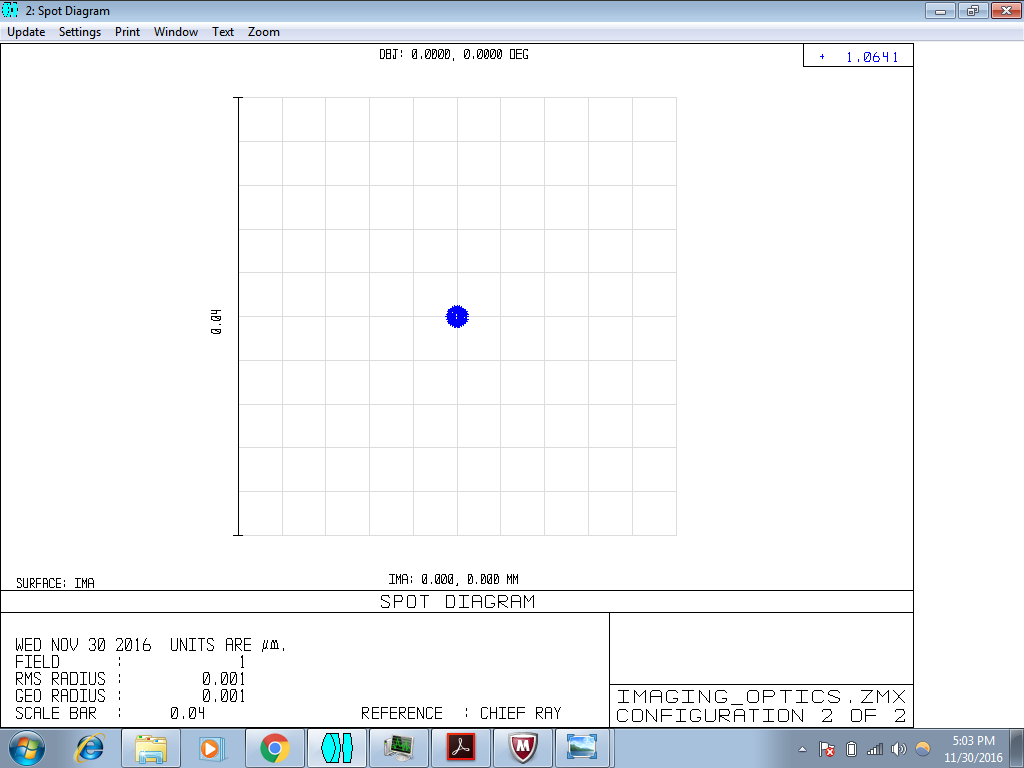 2: Spot Diagram
Update Settings Print Window Text Zoom
OBJ: 0.0000, 0.0000 DEG
+ 1.0641
0.04
SURFACE: IMA
IMA: 0.000, 0.000 MM
SPOT DIAGRAM
WED NOV 30 2016 UNITS ARE µm.
FIELD : 1
RMS RADIUS : 0.001
GEO RADIUS : 0.001
SCALE BAR : 0.04 REFERENCE : CHIEF RAY
IMAGING_OPTICS.ZMX
CONFIGURATION 2 OF 2
5:03 PM
11/30/2016